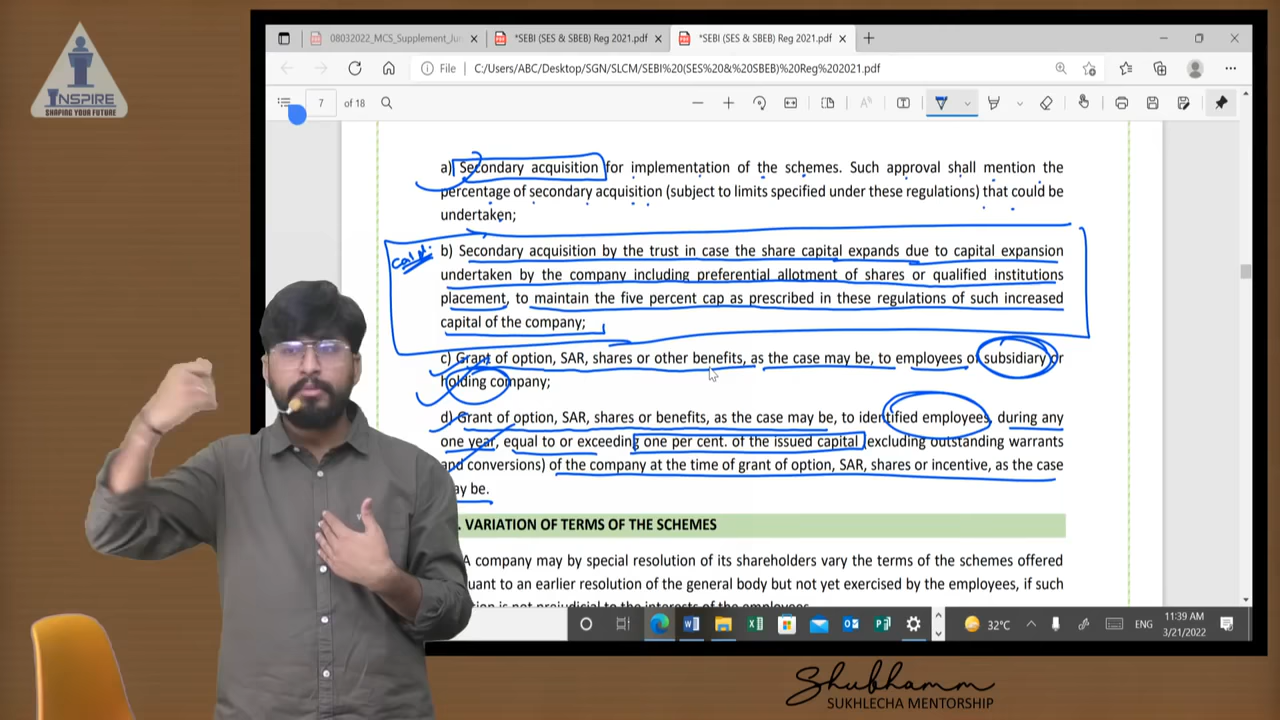 INSPIRE
SHAPING YOUR FUTURE
08032022_MCS_Supplement_Ju
*SEBI (SES & SBEB) Reg 2021.pdf
*SEBI (SES & SBEB) Reg 2021.pdf
File
C:/Users/ABC/Desktop/SGN/SLCM/SEBI%20(SES%20&%20SBEB)%20Reg%202021.pdf
7 of 18
a) Secondary acquisition for implementation of the schemes. Such approval shall mention the
percentage of secondary acquisition (subject to limits specified under these regulations) that could be
undertaken;
b) Secondary acquisition by the trust in case the share capital expands due to capital expansion
undertaken by the company including preferential allotment of shares or qualified institutions
placement, to maintain the five percent cap as prescribed in these regulations of such increased
capital of the company;
c) Grant of option, SAR, shares or other benefits, as the case may be, to employees of subsidiary or
holding company;
d) Grant of option, SAR, shares or benefits, as the case may be, to identified employees, during any
one year, equal to or exceeding one per cent. of the issued capital (excluding outstanding warrants
and conversions) of the company at the time of grant of option, SAR, shares or incentive, as the case
may be.
. VARIATION OF TERMS OF THE SCHEMES
A company may by special resolution of its shareholders vary the terms of the schemes offered
uant to an earlier resolution of the general body but not yet exercised by the employees, if such
tion is not prejudicial to the interests of the employees.
32°C
ENG
11:39 AM
3/21/2022
Shubhamm
SUKHLECHA MENTORSHIP